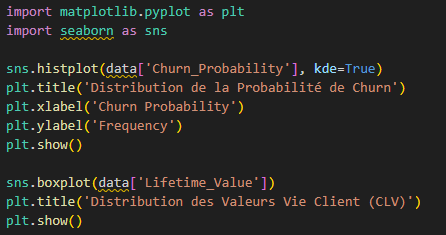 import matplotlib.pyplot as plt
import seaborn as sns
sns.histplot(data['Churn_Probability'], kde=True)
plt.title('Distribution de la Probabilité de Churn')
plt.xlabel('Churn Probability')
plt.ylabel('Frequency')
plt.show()
sns.boxplot(data['Lifetime_Value'])
plt.title('Distribution des Valeurs Vie Client (CLV)')
plt.show()